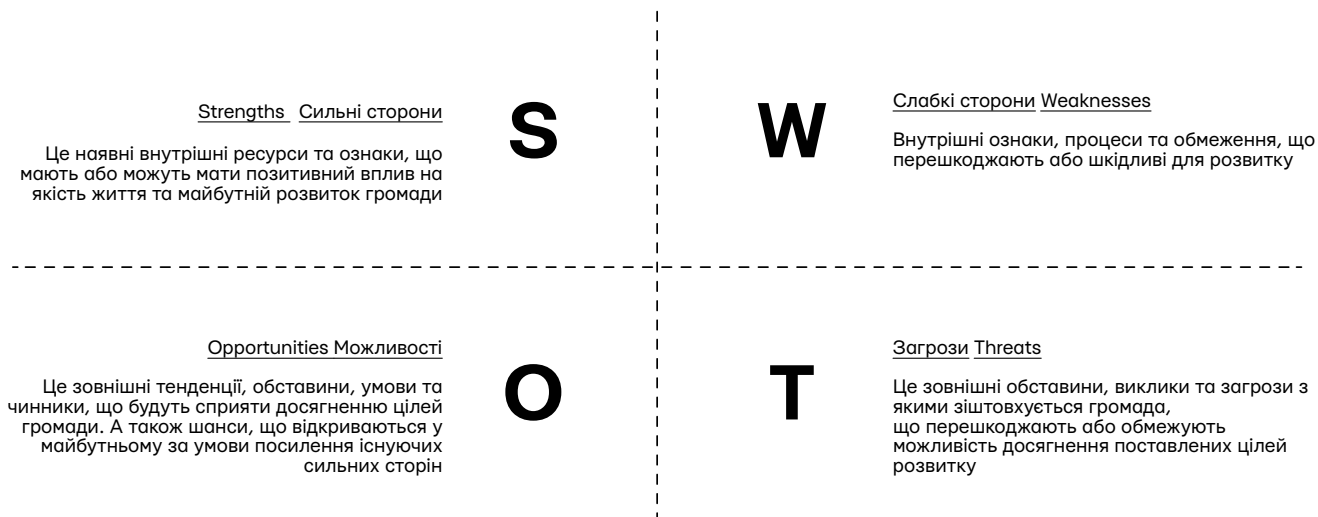 Strengths Сильні сторони
Це наявні внутрішні ресурси та ознаки, що
мають або можуть мати позитивний вплив на
якість життя та майбутній розвиток громади
S
W
Слабкі сторони Weaknesses
Внутрішні ознаки, процеси та обмеження, що
перешкоджають або шкідливі для розвитку
Opportunities Можливості
Це зовнішні тенденції, обставини, умови та
чинники, що будуть сприяти досягненню цілей
громади. А також шанси, що відкриваються у
майбутньому за умови посилення існуючих
сильних сторін
O
T
Загрози Threats
Це зовнішні обставини, виклики та загрози з
якими зіштовхується громада,
що перешкоджають або обмежують
можливість досягнення поставлених цілей
розвитку